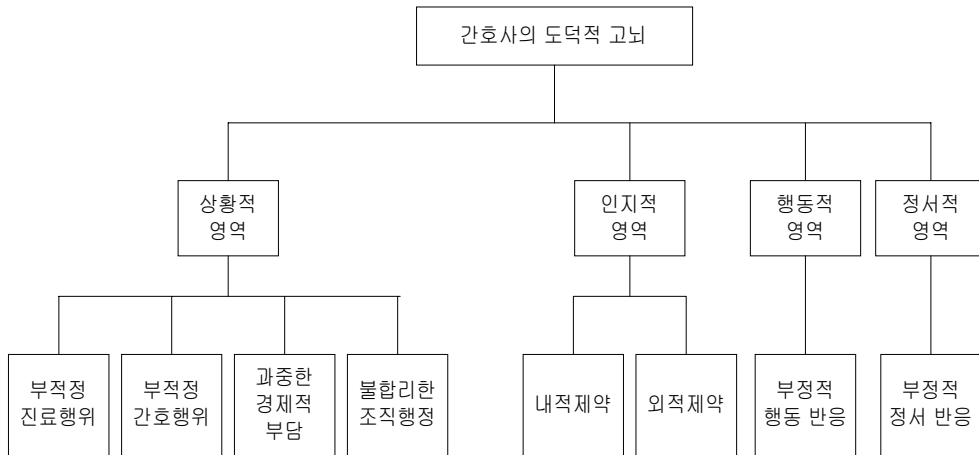 간호사의 도덕적 고뇌
상황적
영역
인지적
영역
행동적
영역
정서적
영역
부적정
진료행위
부적정
간호행위
과중한
경제적
부담
불합리한
조직행정
내적제약
외적제약
부정적
행동 반응
부정적
정서 반응